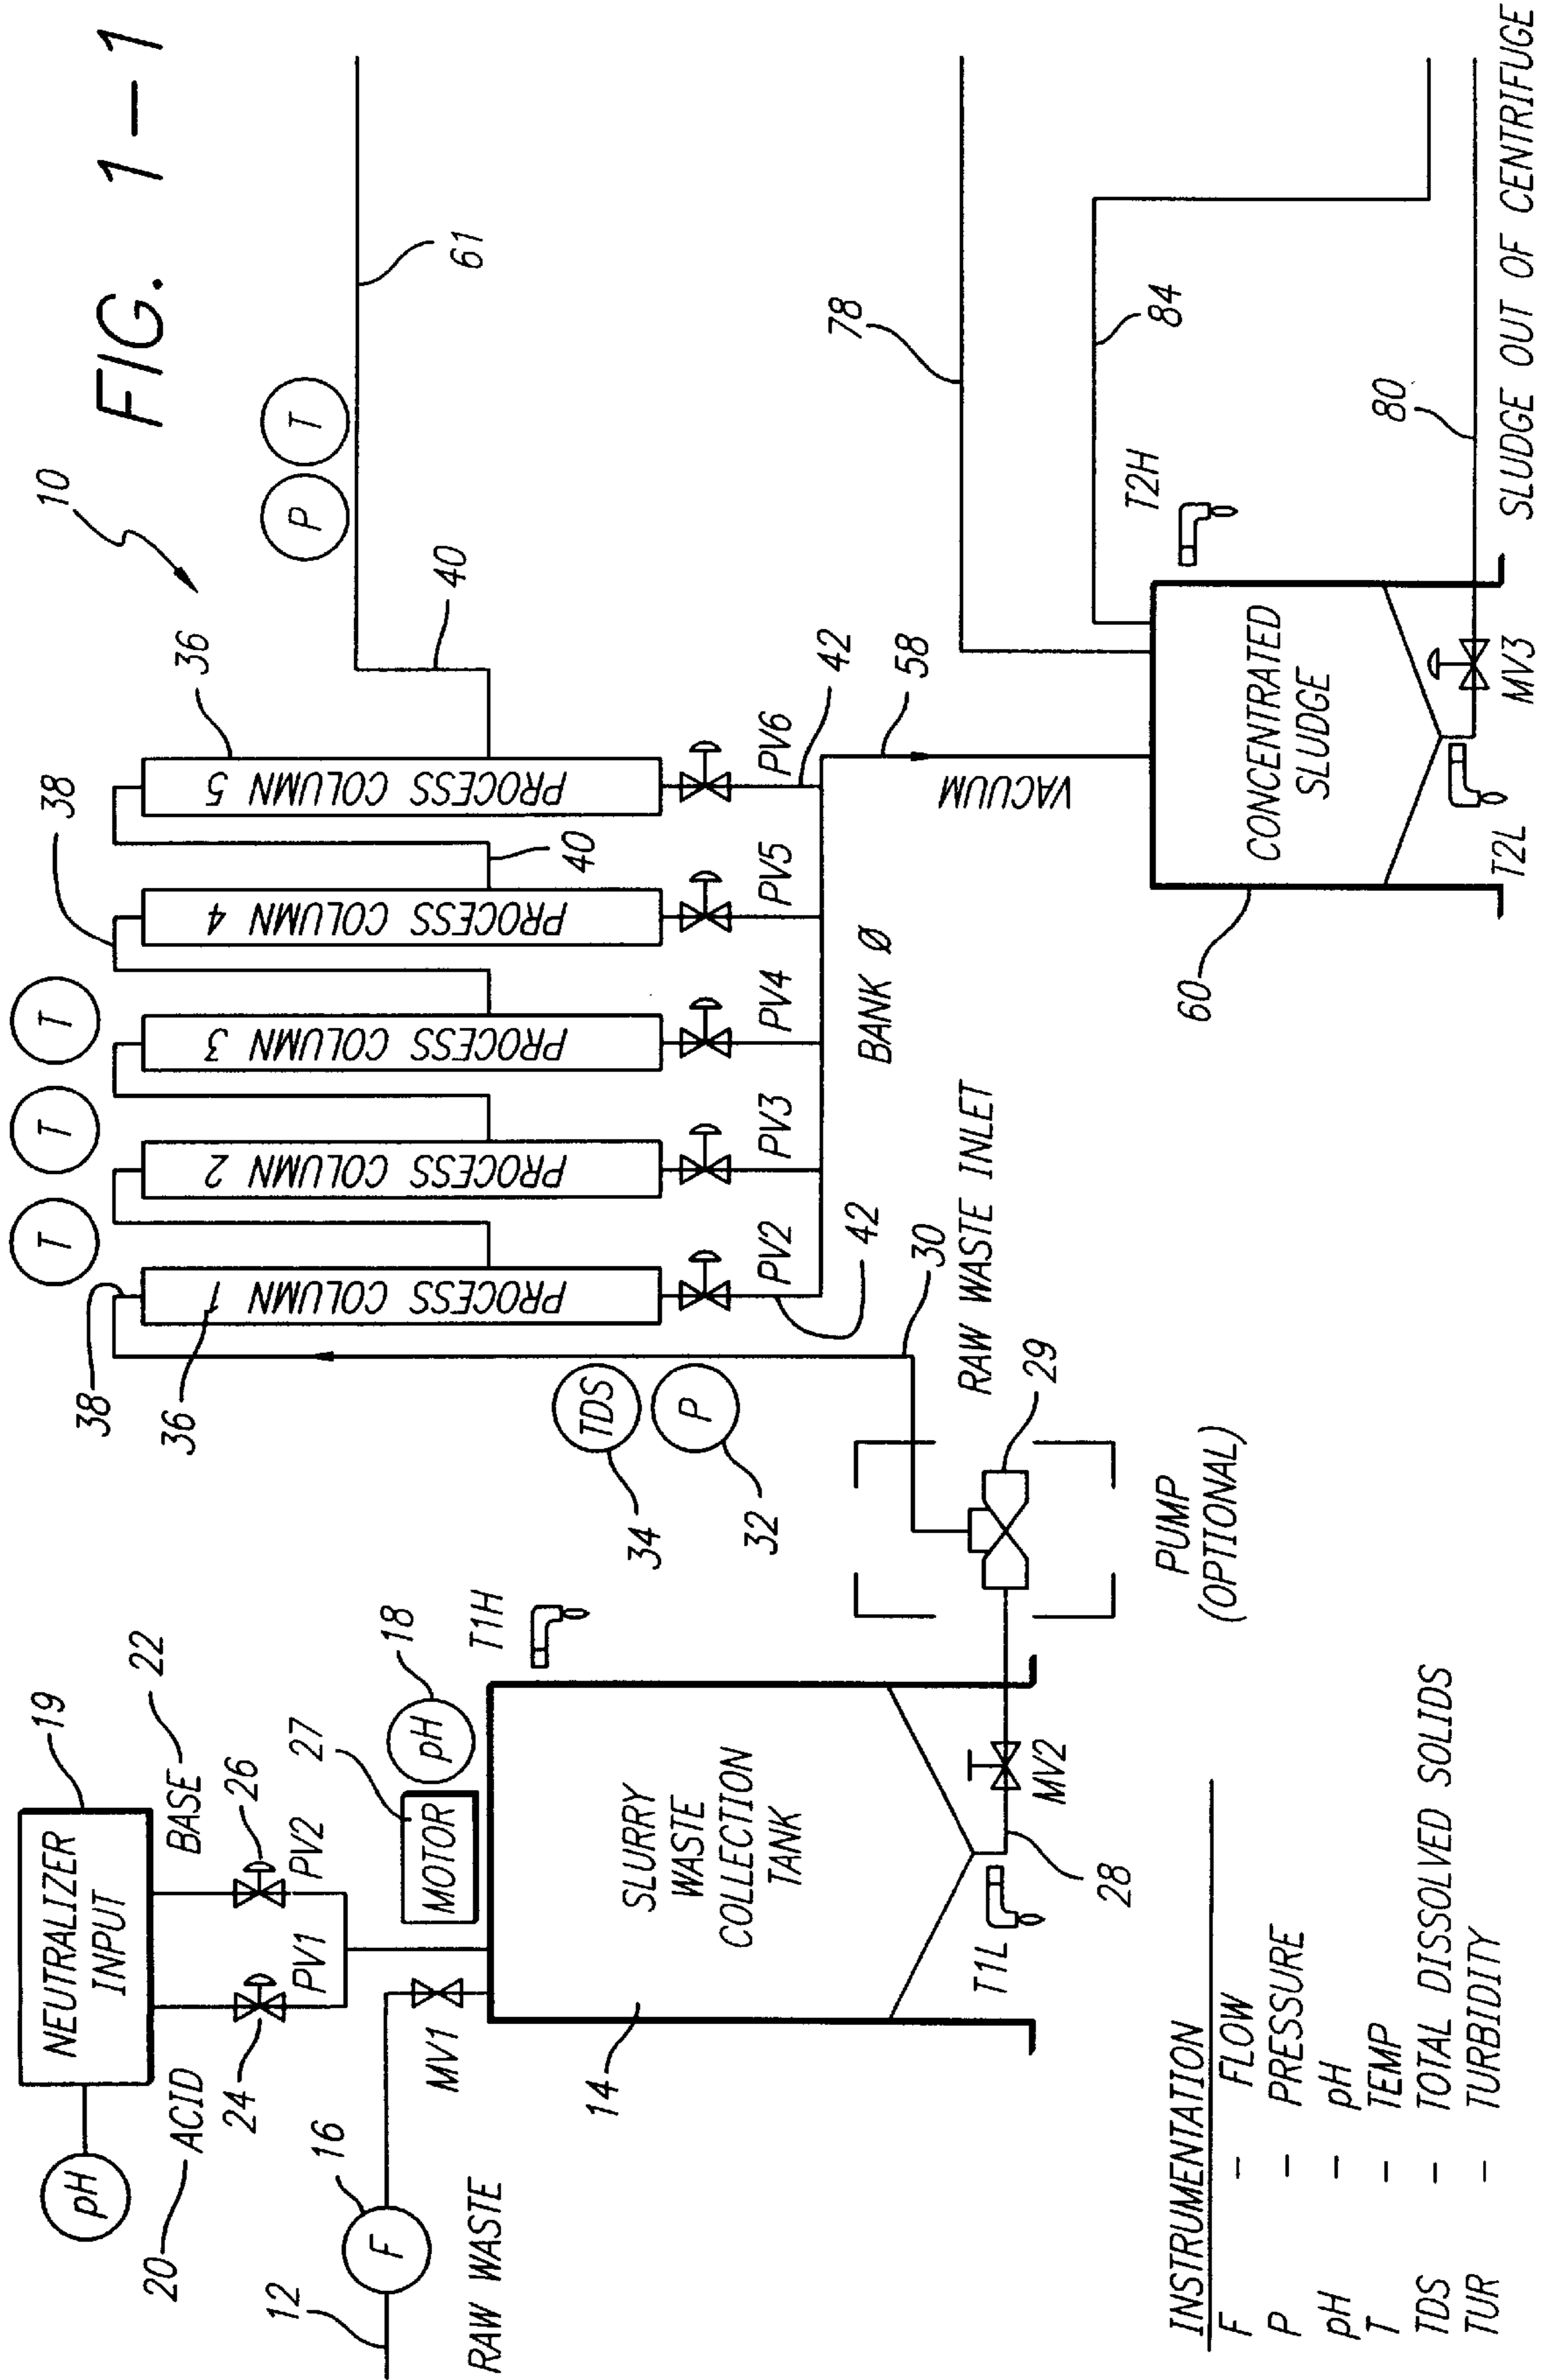 FIG. 1-1
10
19
NEUTRALIZER
INPUT
pH
20 ACID
BASE 22
24
26
PV1
PV2
12
F
16
RAW WASTE
MV1
MOTOR
27
pH
18
T1H
14
SLURRY
WASTE
COLLECTION
TANK
T1L
28
MV2
PUMP
(OPTIONAL)
29
RAW WASTE INLET
30
TDS
34
P
32
T
T
T
38
38
36
36
PROCESS COLUMN 1
PROCESS COLUMN 2
PROCESS COLUMN 3
PROCESS COLUMN 4
PROCESS COLUMN 5
40
40
P
T
61
PV2
PV3
PV4
PV5
PV6
42
42
BANK Ø
58
VACUUM
78
84
60
CONCENTRATED
SLUDGE
T2H
T2L
MV3
80
SLUDGE OUT OF CENTRIFUGE
INSTRUMENTATION
F - FLOW
P - PRESSURE
pH - pH
T - TEMP
TDS - TOTAL DISSOLVED SOLIDS
TUR - TURBIDITY